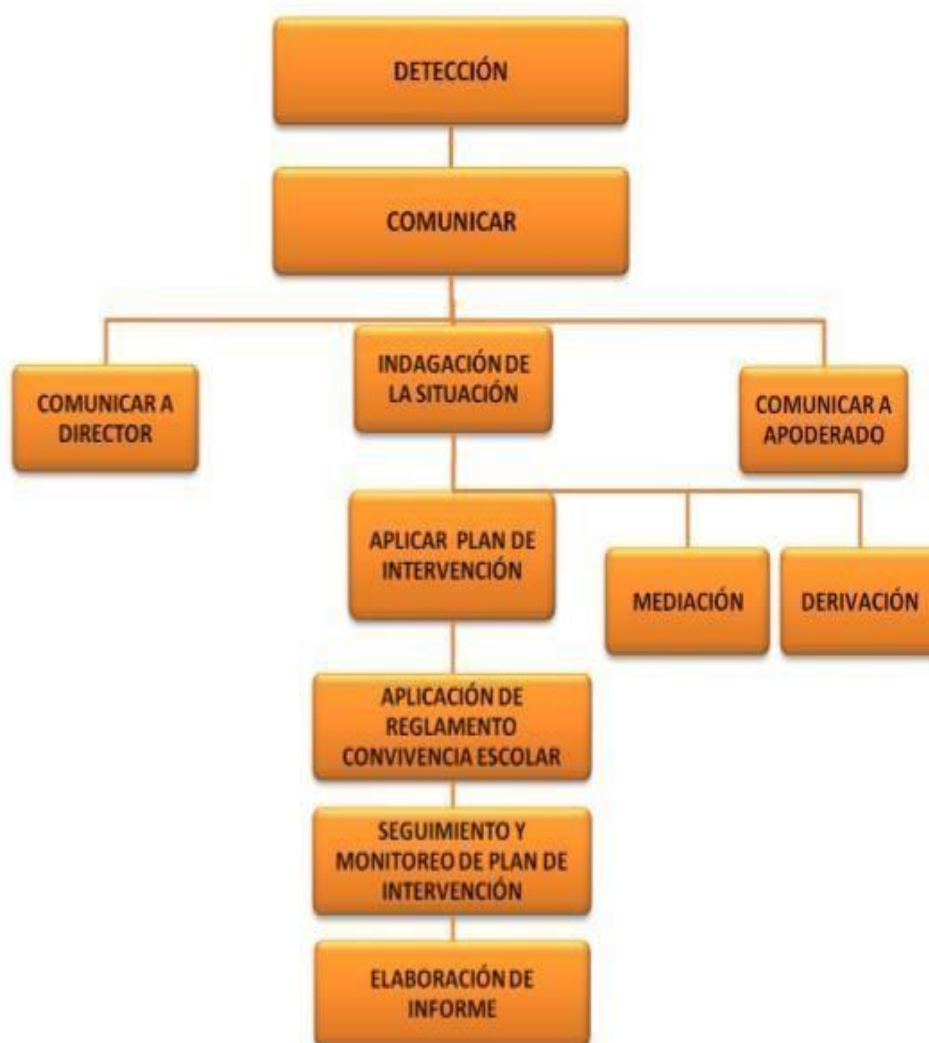 DETECCIÓN
COMUNICAR
COMUNICAR A
DIRECTOR
INDAGACIÓN DE
LA SITUACIÓN
COMUNICAR A
APODERADO
APLICAR PLAN DE
INTERVENCIÓN
MEDIACIÓN
DERIVACIÓN
APLICACIÓN DE
REGLAMENTO
CONVIVENCIA ESCOLAR
SEGUIMIENTO Y
MONITOREO DE PLAN DE
INTERVENCIÓN
ELABORACIÓN DE
INFORME